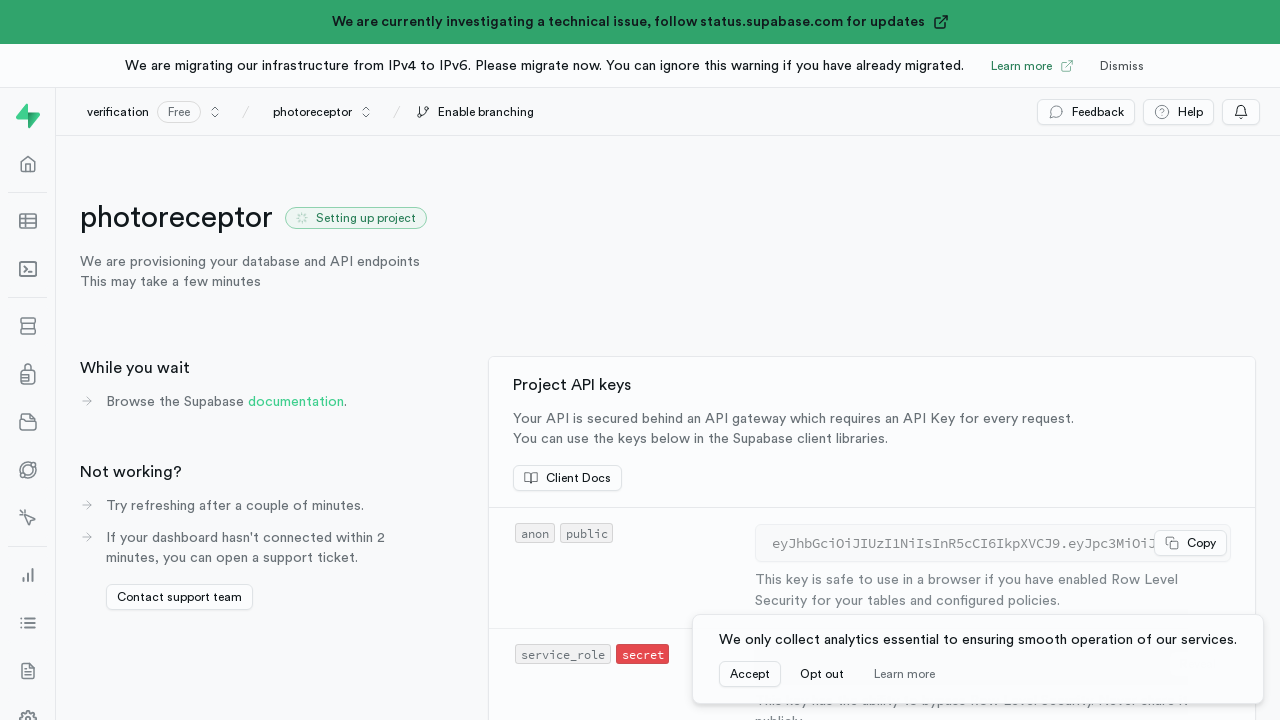 We are currently investigating a technical issue, follow status.supabase.com for updates
We are migrating our infrastructure from IPv4 to IPv6. Please migrate now. You can ignore this warning if you have already migrated. Learn more Dismiss
verification Free / photoreceptor / Enable branching Feedback Help
photoreceptor Setting up project
We are provisioning your database and API endpoints
This may take a few minutes
While you wait
Browse the Supabase documentation.
Not working?
Try refreshing after a couple of minutes.
If your dashboard hasn't connected within 2
minutes, you can open a support ticket.
Contact support team
Project API keys
Your API is secured behind an API gateway which requires an API Key for every request.
You can use the keys below in the Supabase client libraries.
Client Docs
anon public
eyJhbGciOiJIUzI1NiIsInR5cCI6IkpXVCJ9.eyJpc3MiOiJ Copy
This key is safe to use in a browser if you have enabled Row Level
Security for your tables and configured policies.
service_role secret
We only collect analytics essential to ensuring smooth operation of our services.
Accept Opt out Learn more